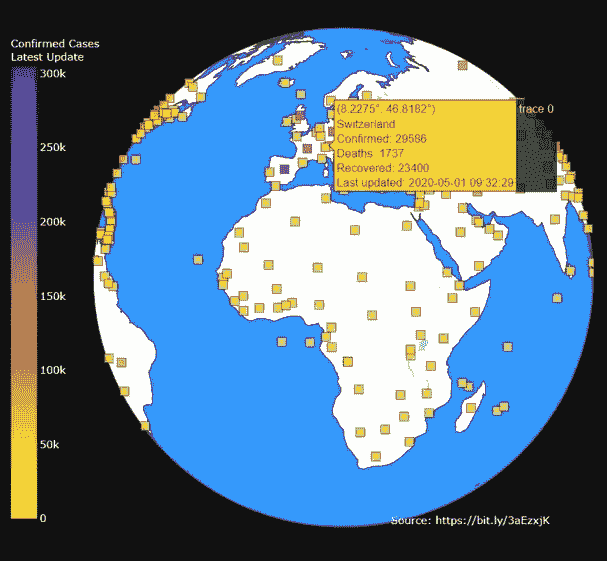 Confirmed Cases
Latest Update
300k
250k
200k
150k
100k
50k
0
(8.2275°, 46.8182°)
Switzerland
Confirmed: 29586
Deaths: 1737
Recovered: 23400
Last updated: 2020-05-01 09:32:29
trace 0
Source: https://bit.ly/3aEzxjK